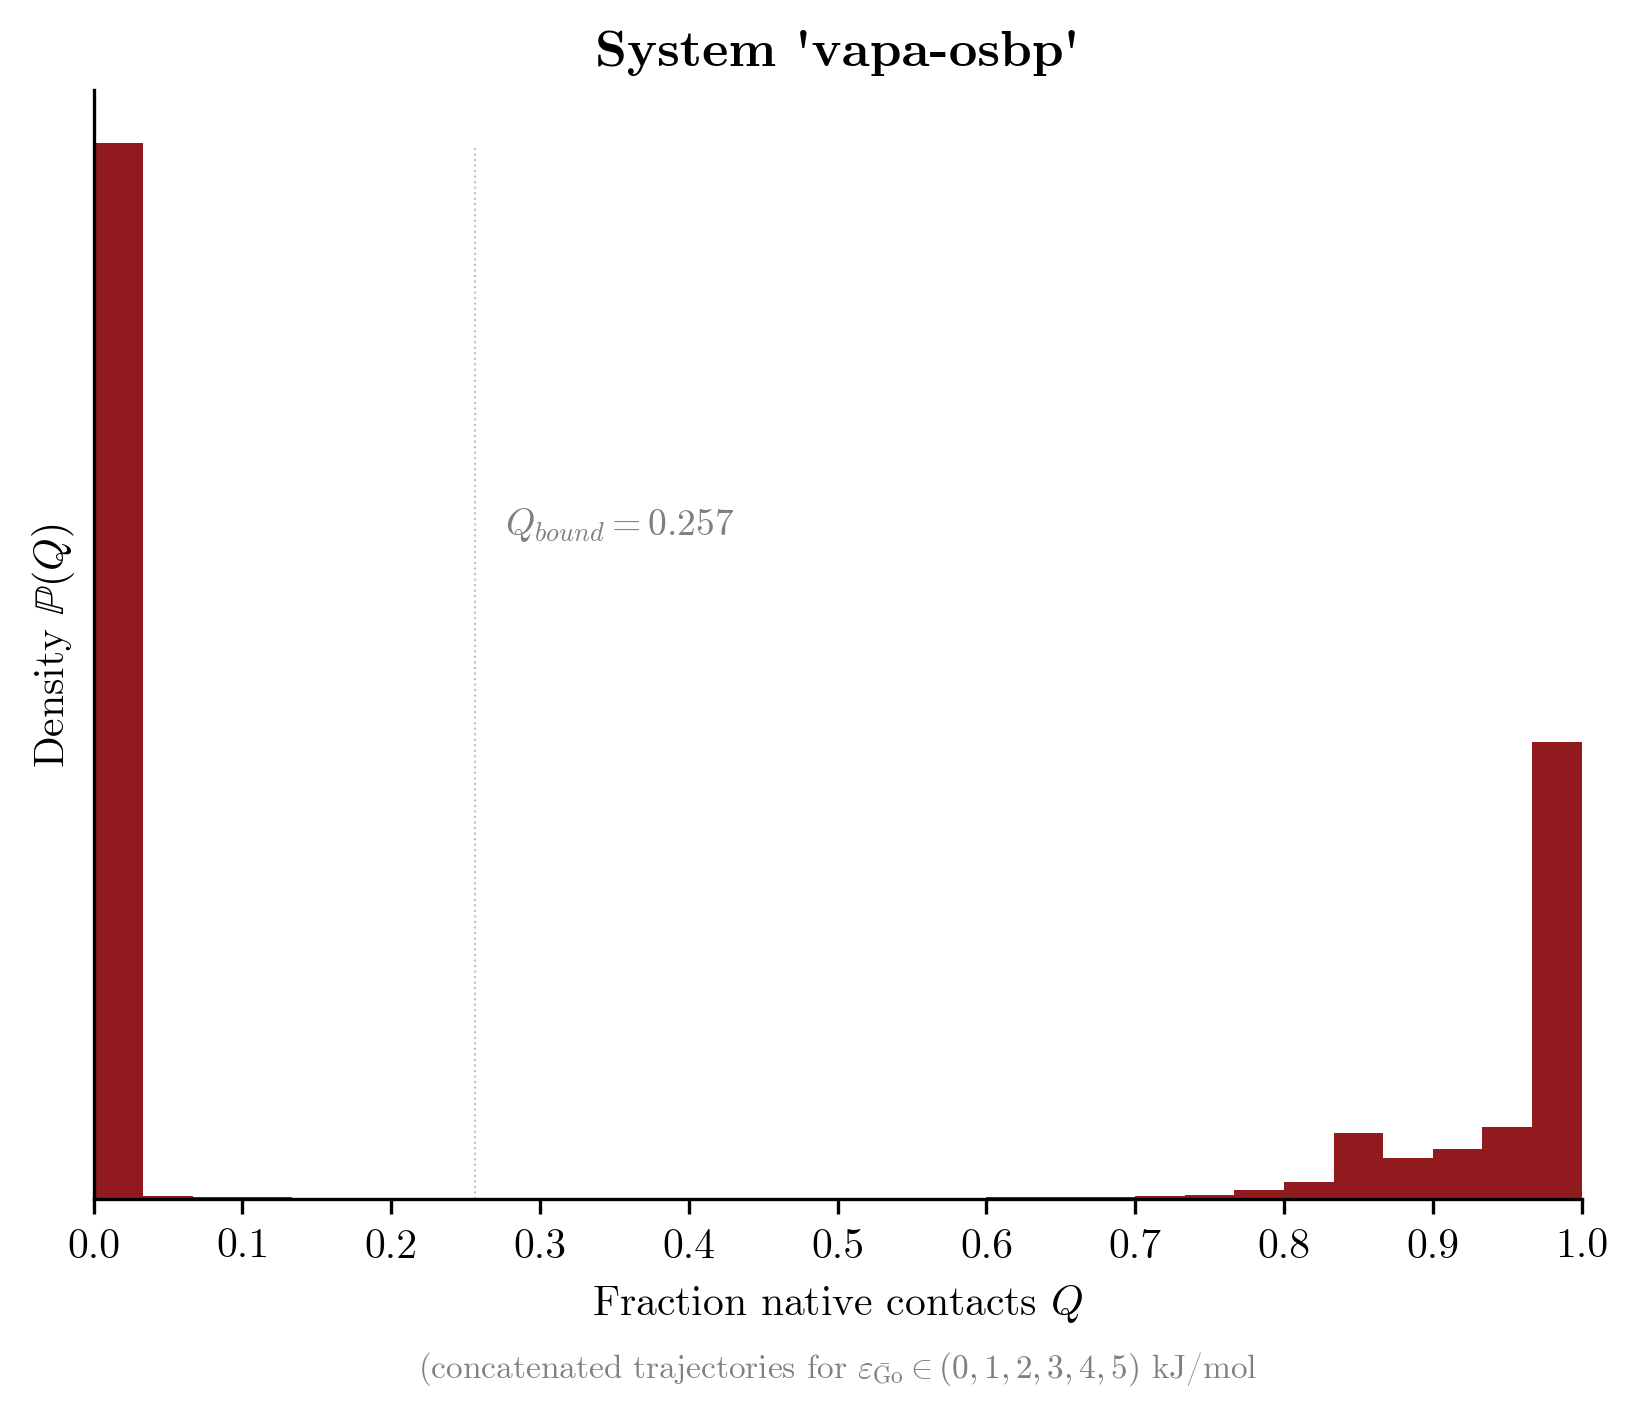 System 'vapa-osbp'
Density ℙ(Q)
Q_bound = 0.257
0.0 0.1 0.2 0.3 0.4 0.5 0.6 0.7 0.8 0.9 1.0
Fraction native contacts Q
(concatenated trajectories for ε_Ḡo ∈ (0, 1, 2, 3, 4, 5) kJ/mol